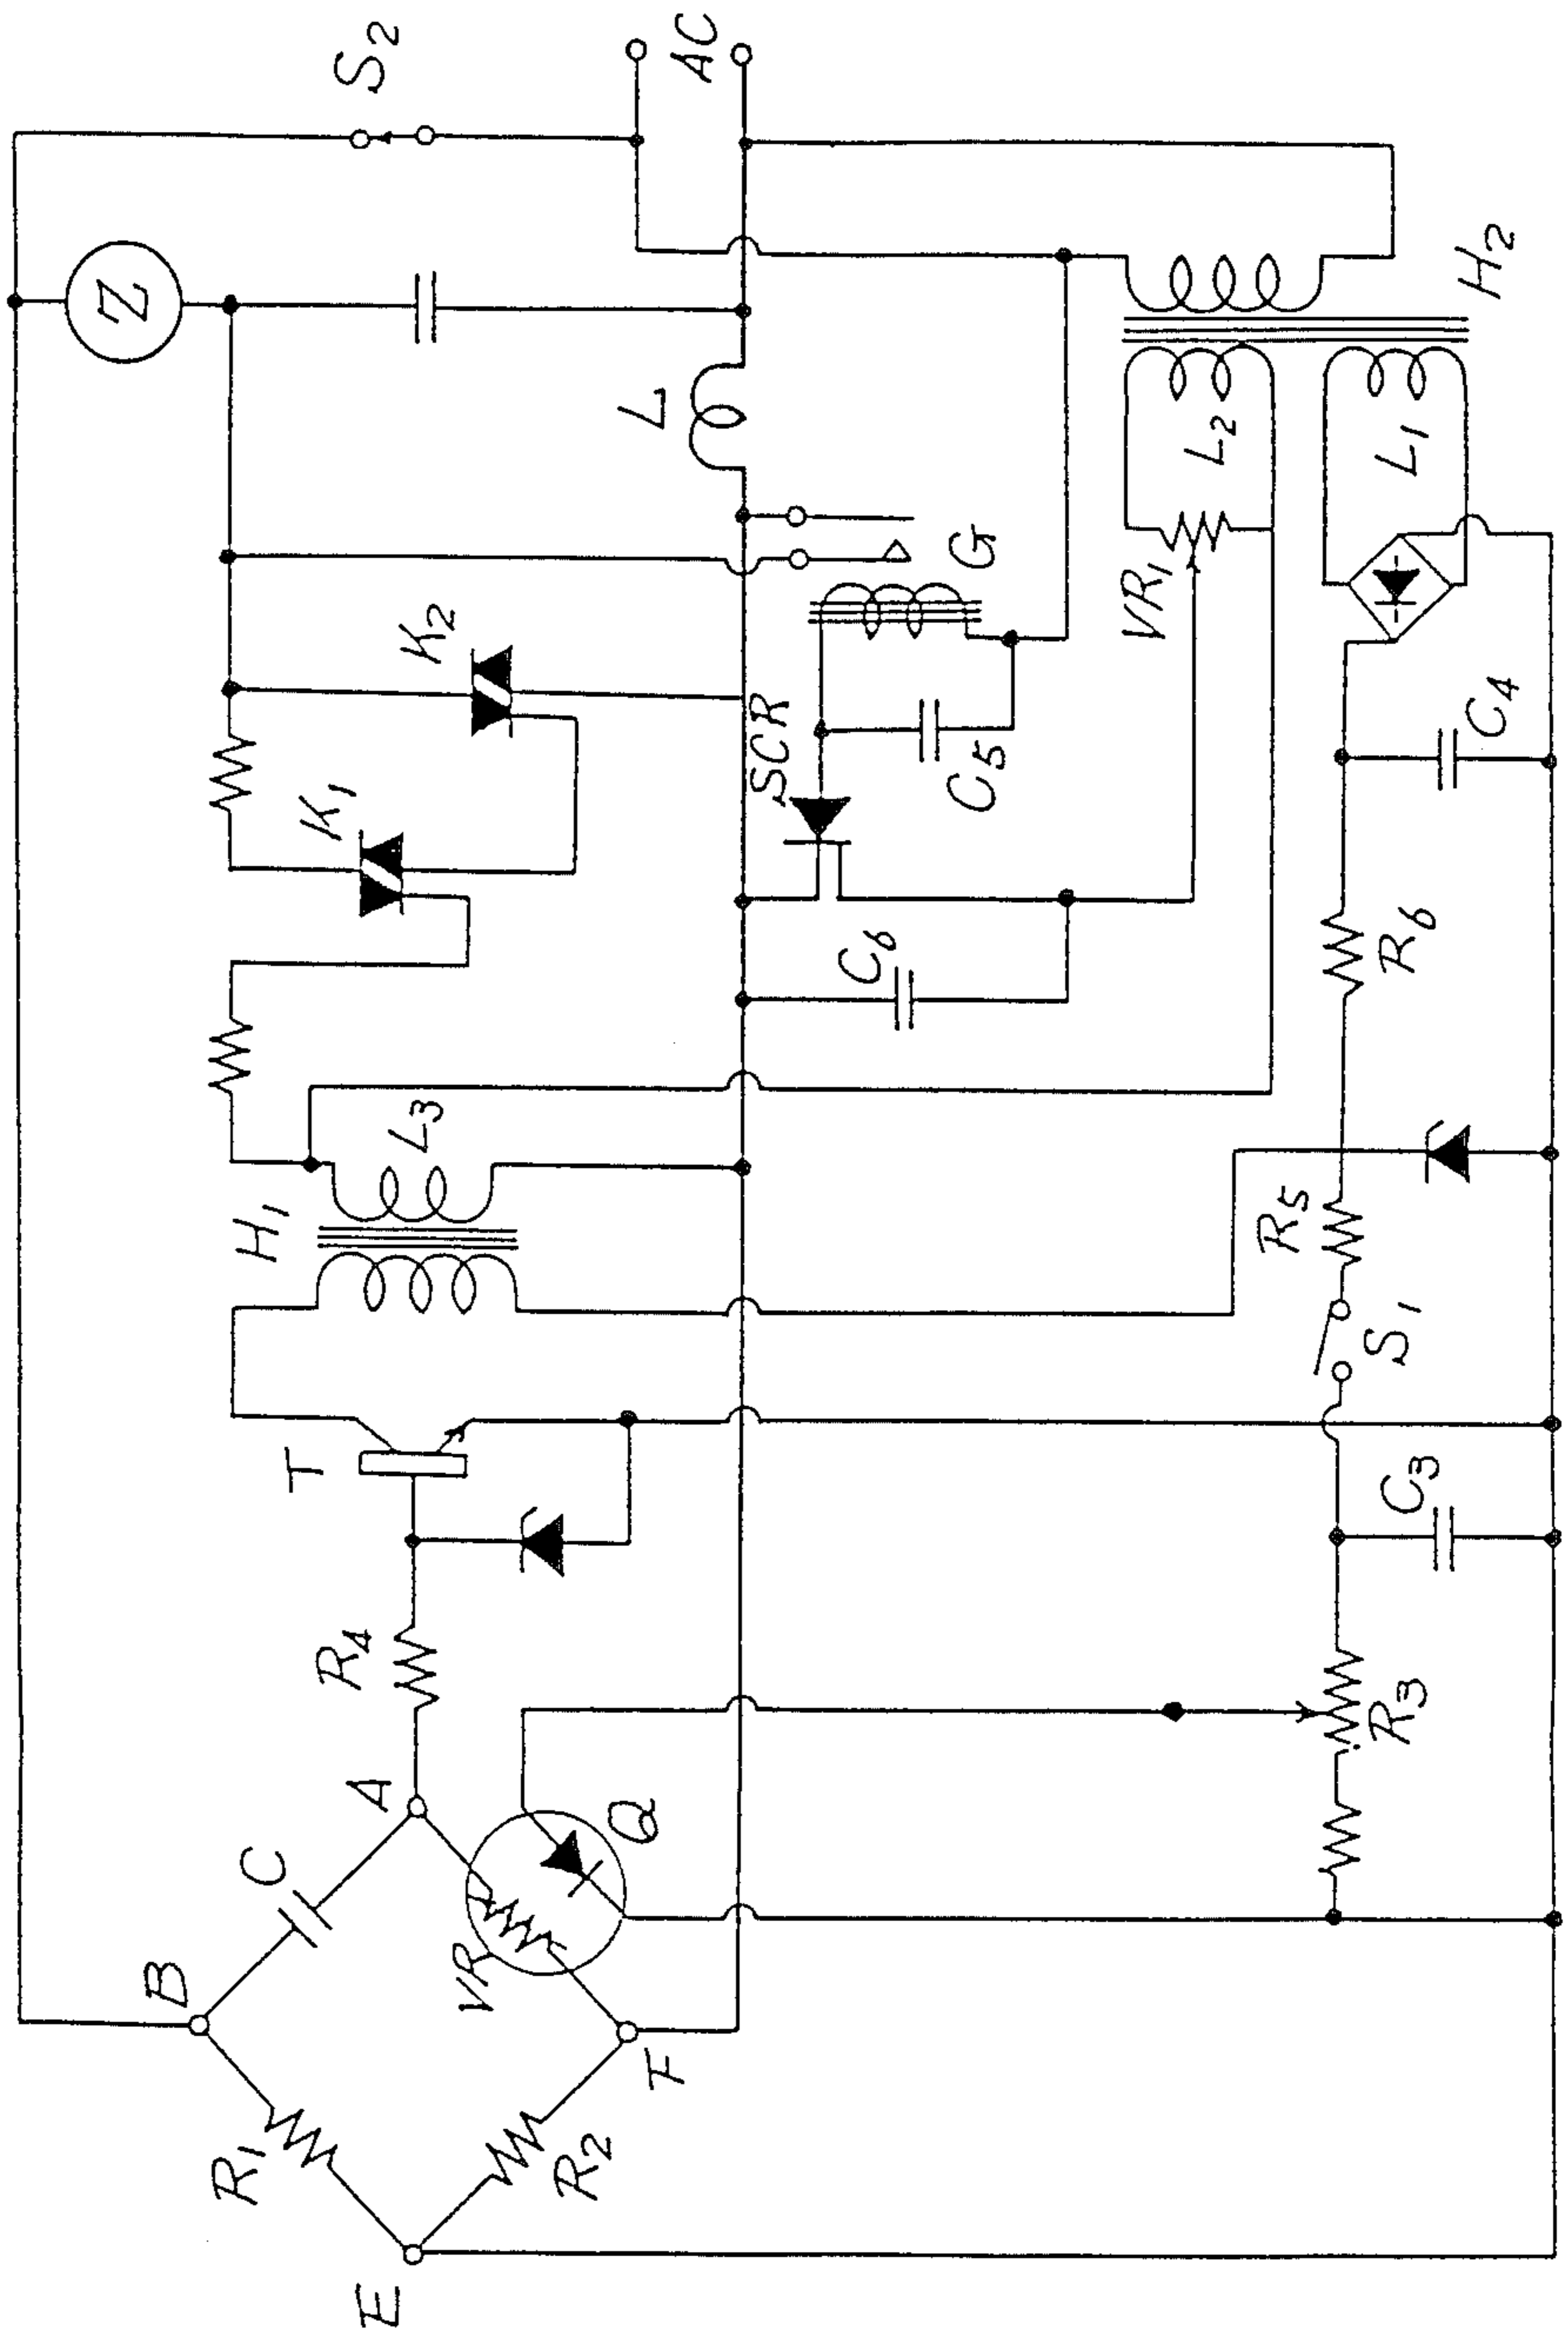 S2
AC
Z
L
K2
K1
G
SCR
C5
C6
VR1
L2
L1
H2
C4
R6
L3
H1
R5
S1
T
C3
R4
R3
A
C
Q
VR
B
F
R1
R2
E